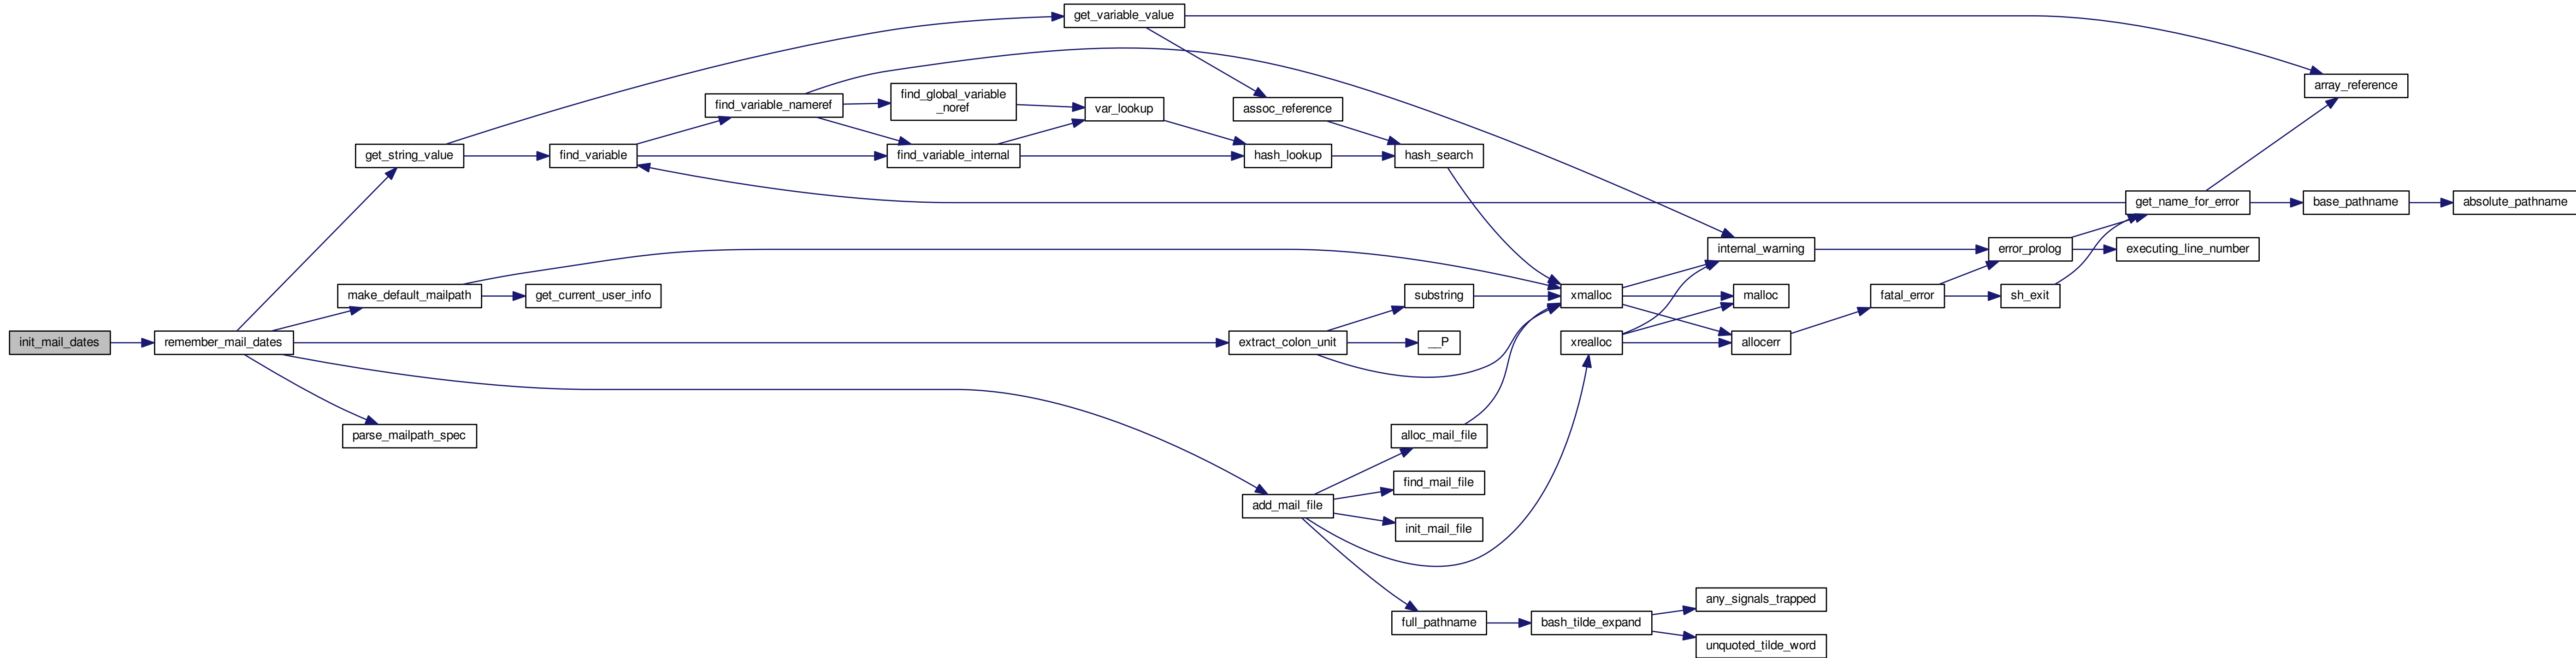 get_variable_value
array_reference
find_variable_nameref
find_global_variable
_noref
var_lookup
assoc_reference
get_string_value
find_variable
find_variable_internal
hash_lookup
hash_search
get_name_for_error
base_pathname
absolute_pathname
internal_warning
error_prolog
executing_line_number
make_default_mailpath
get_current_user_info
substring
xmalloc
malloc
fatal_error
sh_exit
init_mail_dates
remember_mail_dates
extract_colon_unit
__P
xrealloc
allocerr
parse_mailpath_spec
alloc_mail_file
find_mail_file
add_mail_file
init_mail_file
any_signals_trapped
full_pathname
bash_tilde_expand
unquoted_tilde_word